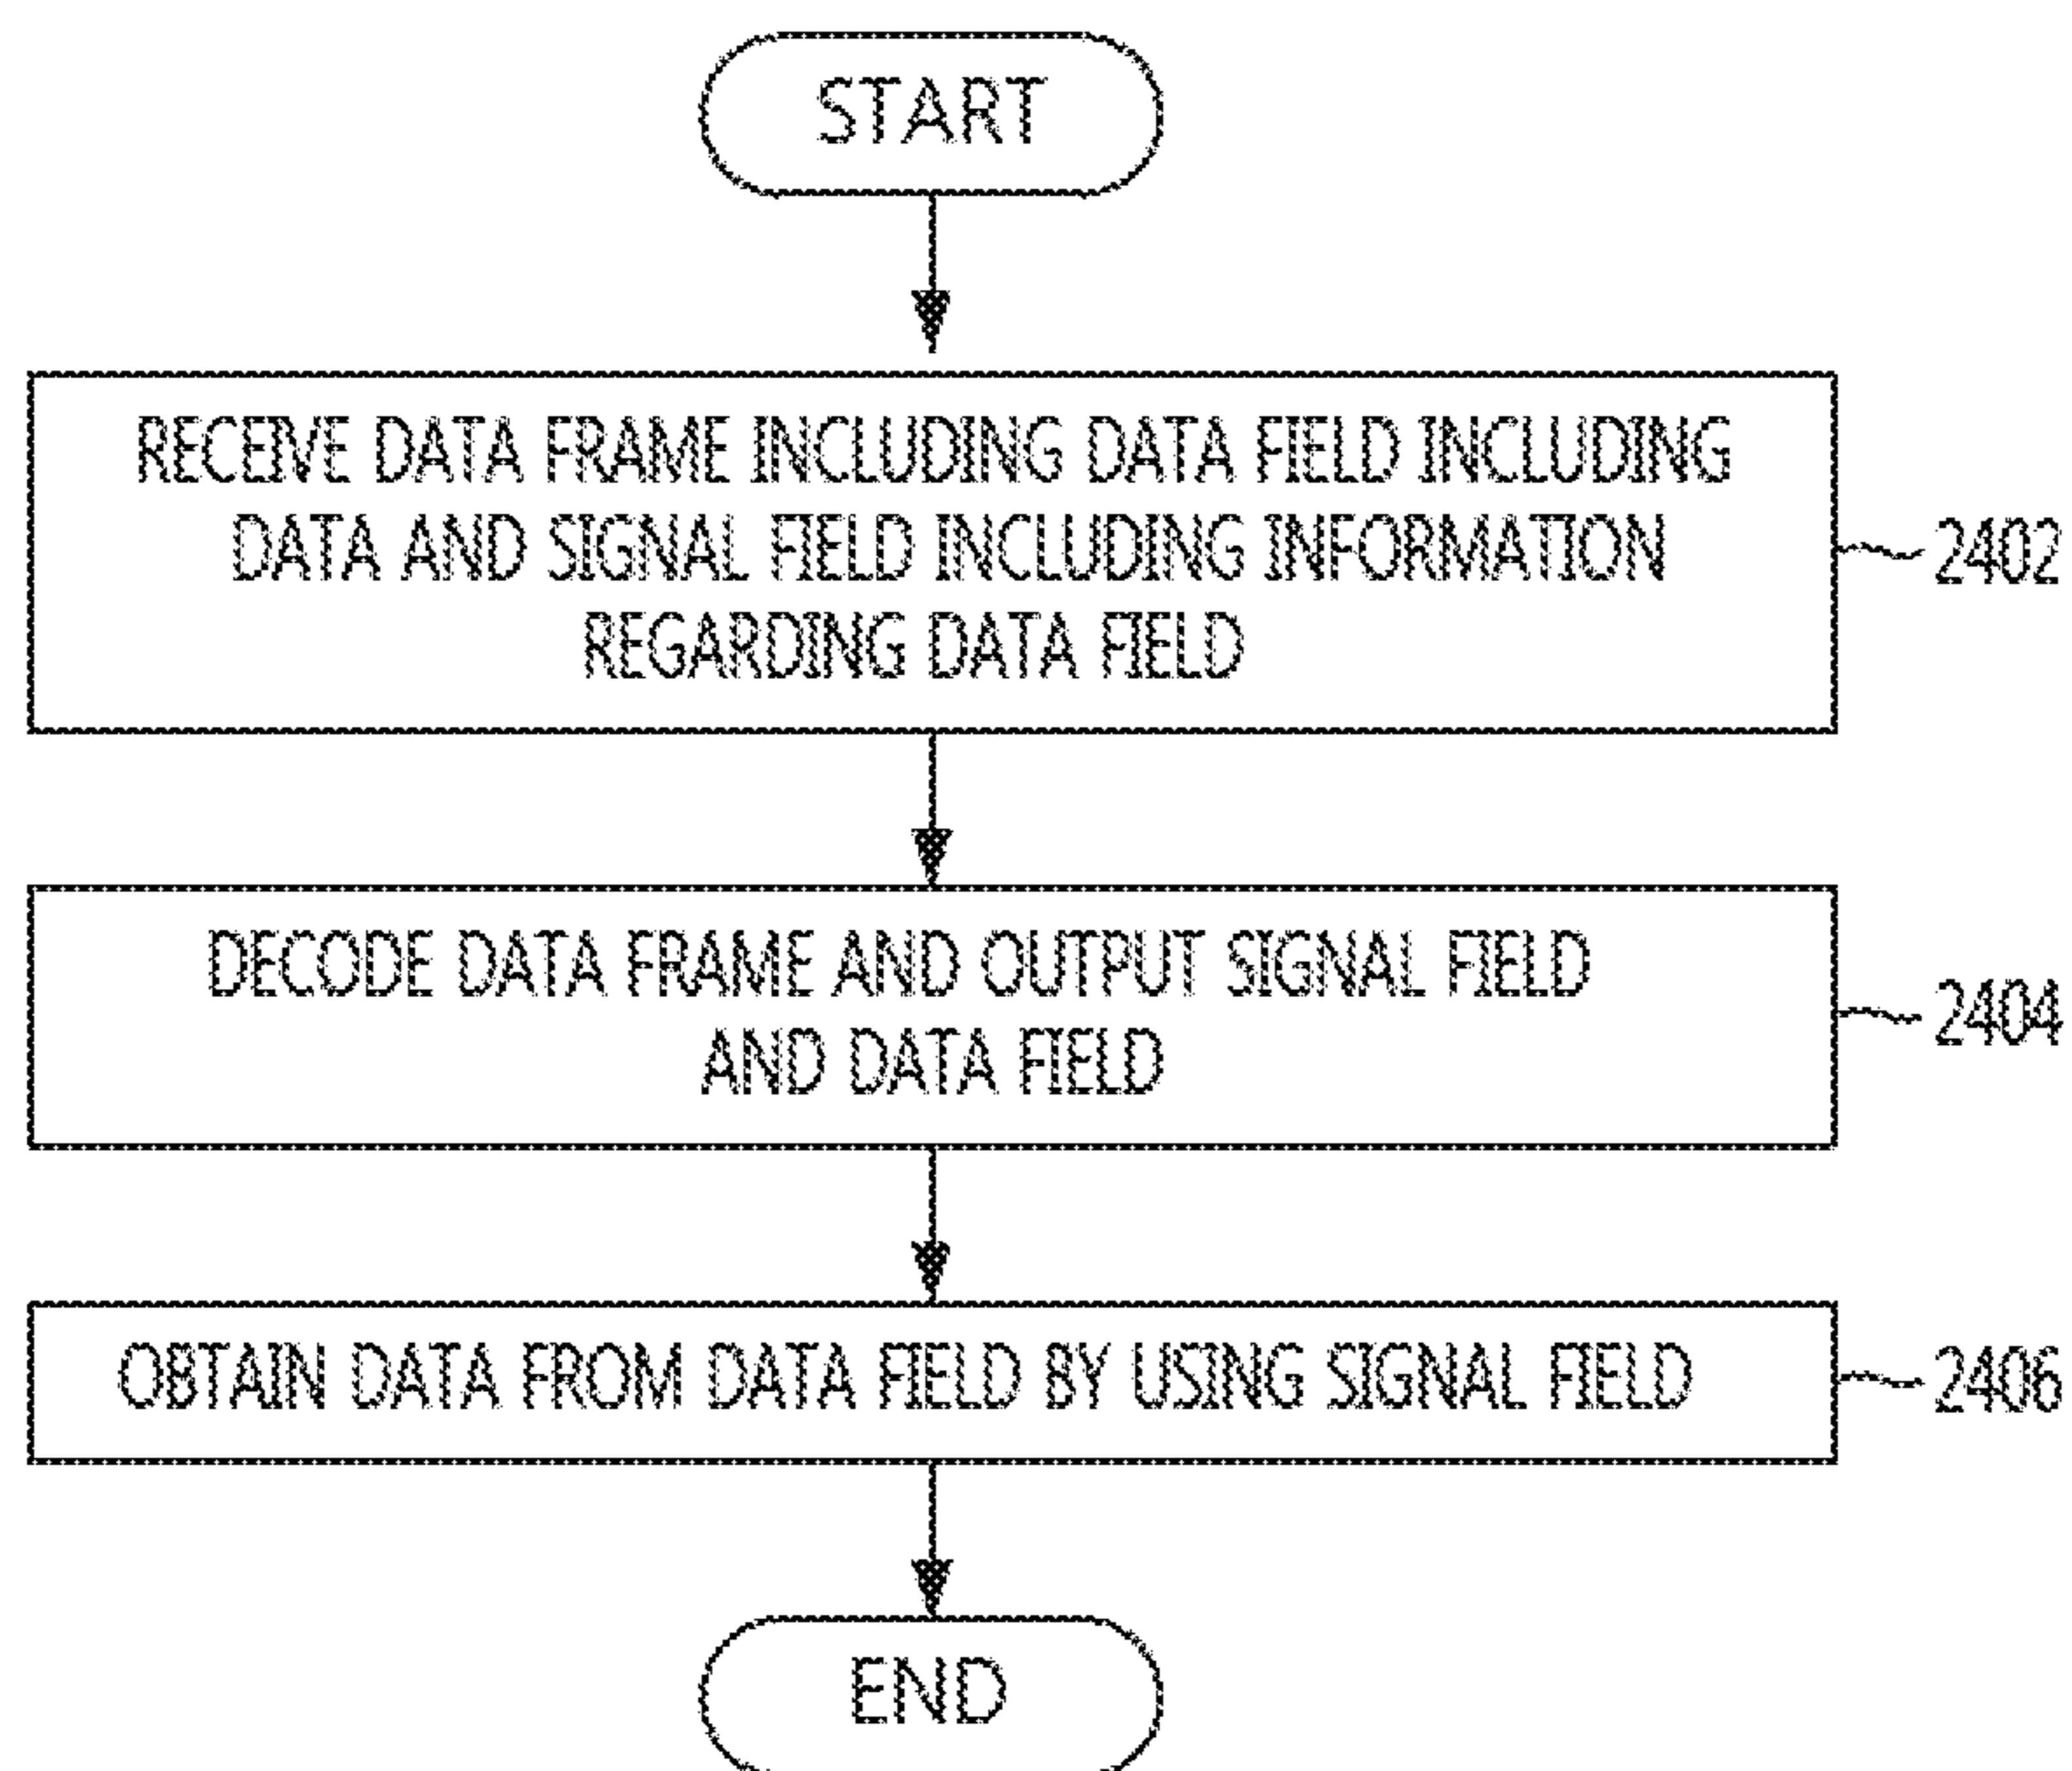 START
RECEIVE DATA FRAME INCLUDING DATA FIELD INCLUDING
DATA AND SIGNAL FIELD INCLUDING INFORMATION
REGARDING DATA FIELD
2402
DECODE DATA FRAME AND OUTPUT SIGNAL FIELD
AND DATA FIELD
2404
OBTAIN DATA FROM DATA FIELD BY USING SIGNAL FIELD
2406
END